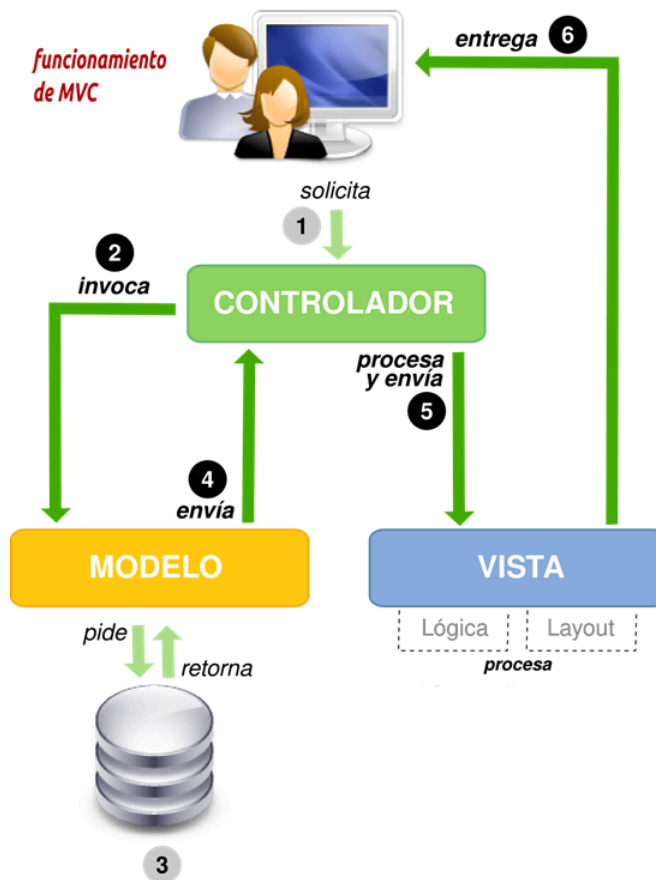 funcionamiento
de MVC
entrega 6
solicita
1
2
invoca
CONTROLADOR
procesa
y envía
5
4
envía
MODELO
VISTA
Lógica
Layout
procesa
pide
retorna
3